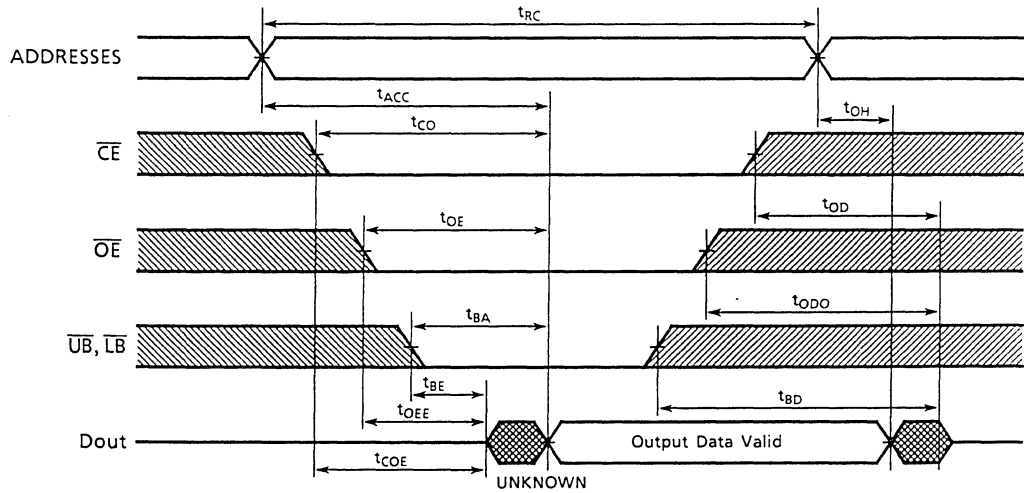 tRC
ADDRESSES
tACC
tCO
tOH
CE
tOD
tOE
OE
tODO
tBA
UB, LB
tBE
tBD
tOEE
Dout
Output Data Valid
tCOE
UNKNOWN